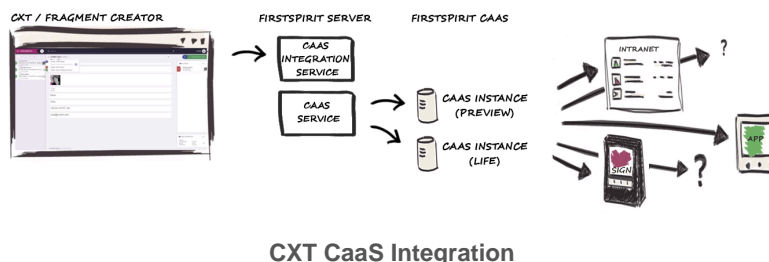 CXT / FRAGMENT CREATOR
FIRSTSPIRIT SERVER
FIRSTSPIRIT CAAS
CAAS
INTEGRATION
SERVICE
CAAS
SERVICE
CAAS INSTANCE
(PREVIEW)
CAAS INSTANCE
(LIFE)
INTRANET
?
SIGN
?
APP
CXT CaaS Integration